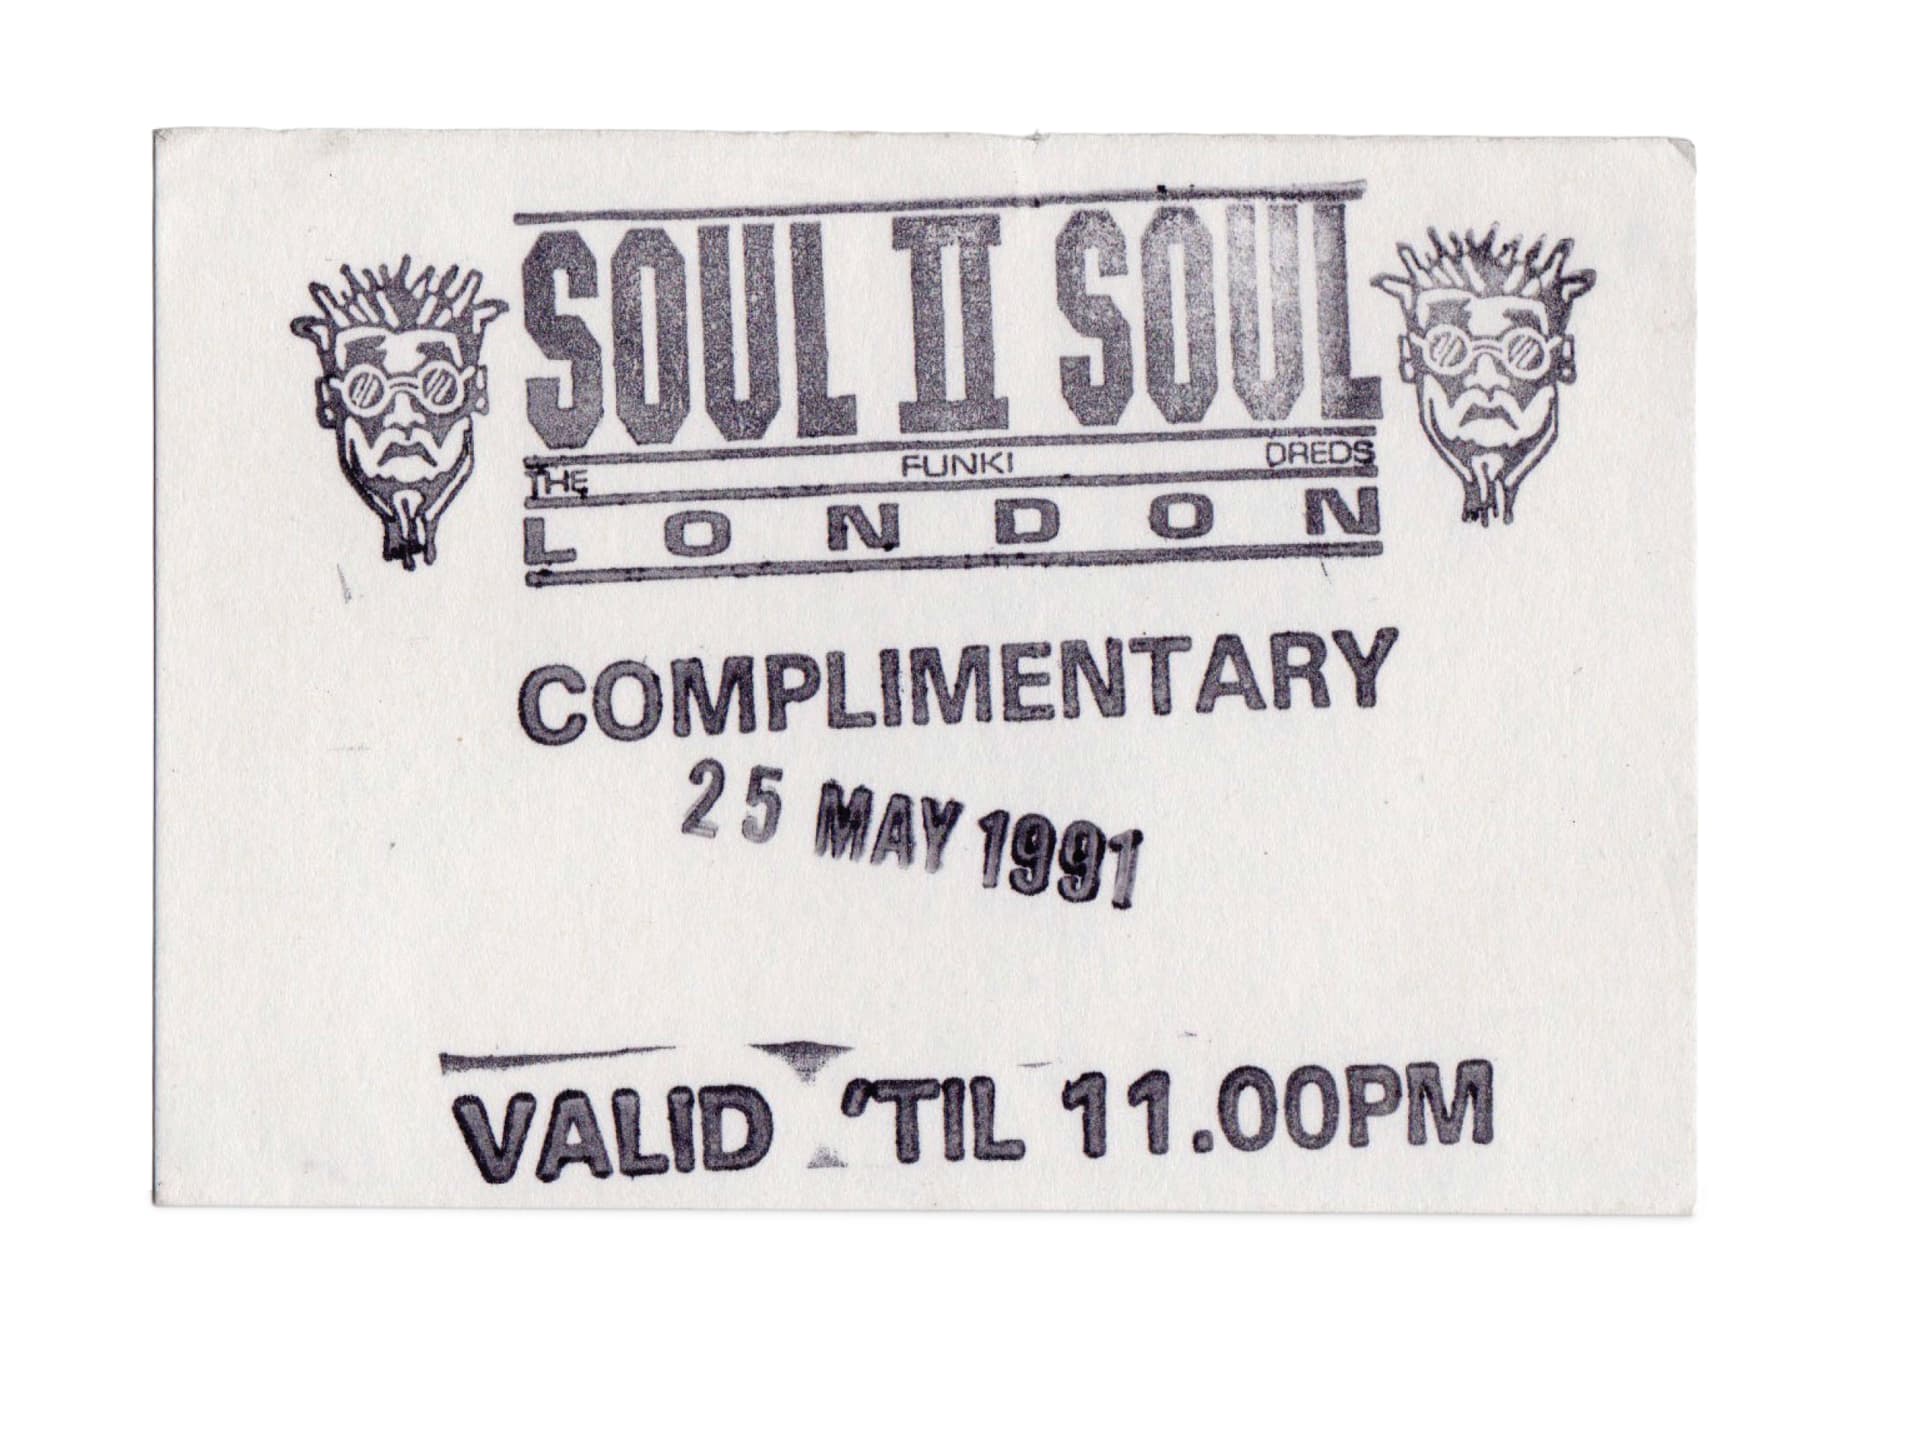 SOUL II SOUL
THE FUNKI DREDS
LONDON
COMPLIMENTARY
25 MAY 1991
VALID 'TIL 11.00PM